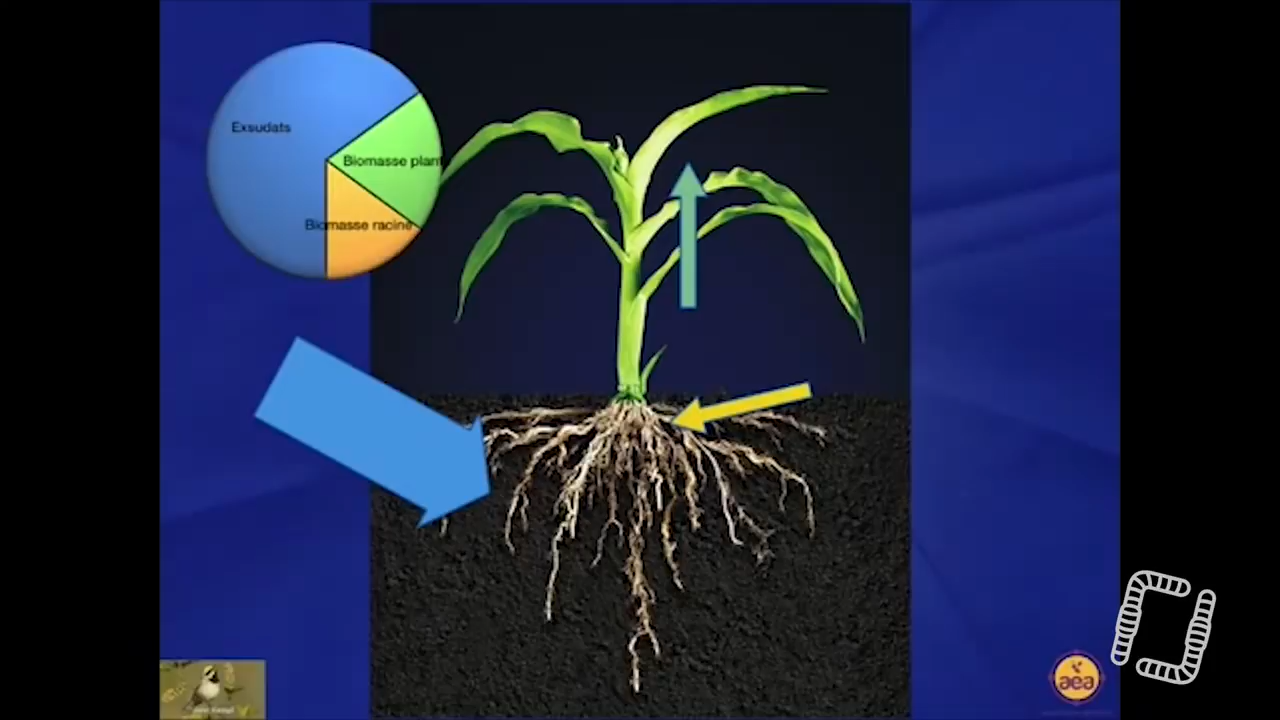 Exsudats
Biomasse plant
Biomasse racine
aea